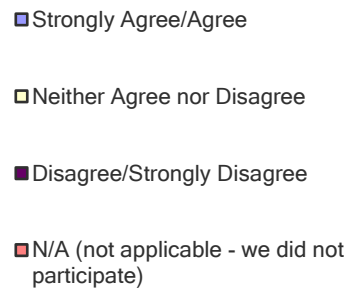 Strongly Agree/Agree
Neither Agree nor Disagree
Disagree/Strongly Disagree
N/A (not applicable - we did not
participate)